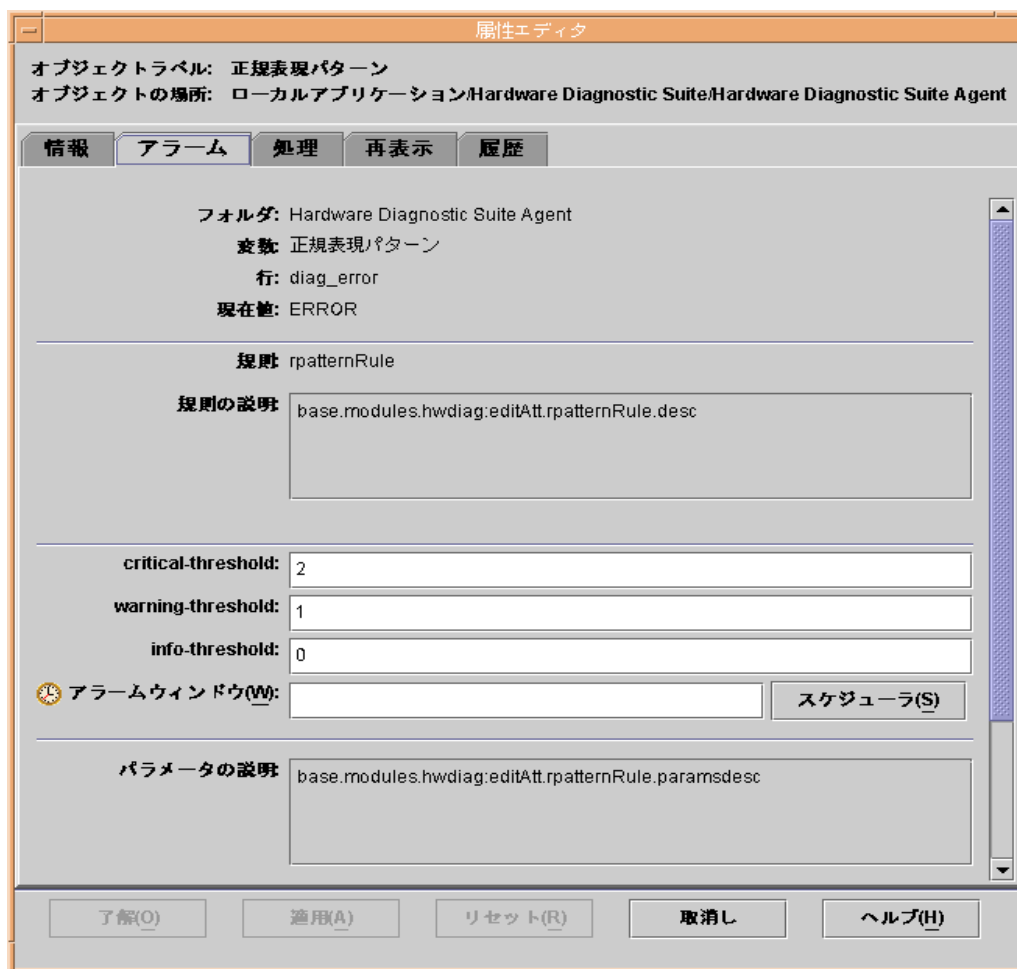 属性エディタ
オブジェクトラベル: 正規表現パターン
オブジェクトの場所: ローカルアプリケーション/Hardware Diagnostic Suite/Hardware Diagnostic Suite Agent
情報 アラーム 処理 再表示 履歴
フォルダ: Hardware Diagnostic Suite Agent
変数: 正規表現パターン
行: diag_error
現在値: ERROR
規則: rpatternRule
規則の説明: base.modules.hwdiag:editAtt.rpatternRule.desc
critical-threshold: 2
warning-threshold: 1
info-threshold: 0
アラームウィンドウ(W): スケジューラ(S)
パラメータの説明: base.modules.hwdiag:editAtt.rpatternRule.paramsdesc
了解(O) 適用(A) リセット(R) 取消し ヘルプ(H)